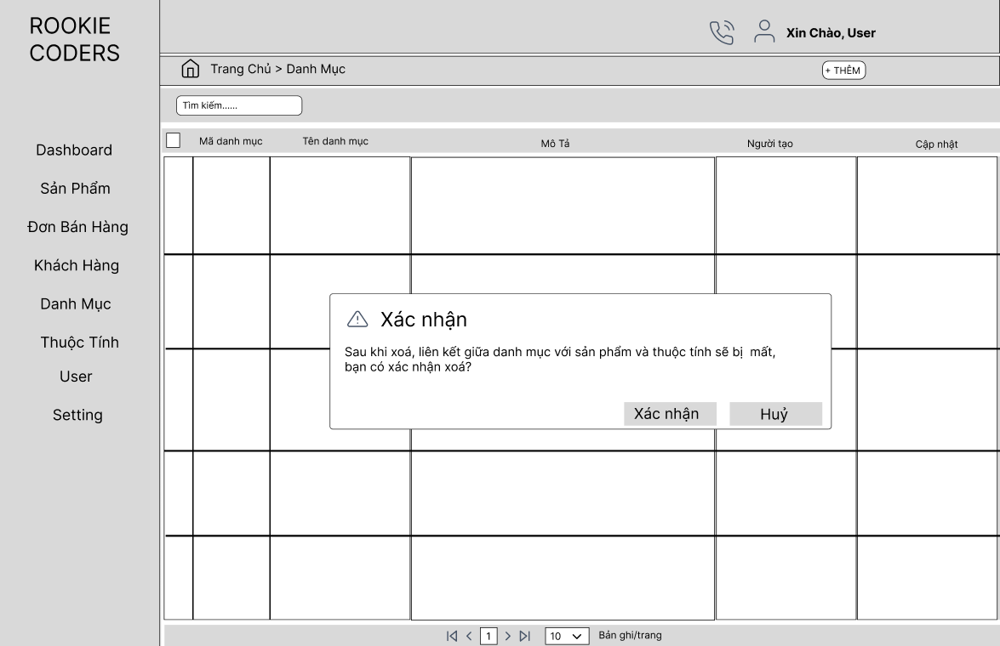 ROOKIE
CODERS
Xin Chào, User
Trang Chủ > Danh Mục
+ THÊM
Tìm kiếm......
Mã danh mục
Tên danh mục
Mô Tả
Người tạo
Cập nhật
Dashboard
Sản Phẩm
Đơn Bán Hàng
Khách Hàng
Danh Mục
Thuộc Tính
User
Setting
Xác nhận
Sau khi xoá, liên kết giữa danh mục với sản phẩm và thuộc tính sẽ bị  mất,
bạn có xác nhận xoá?
Xác nhận
Huỷ
1
10
Bản ghi/trang